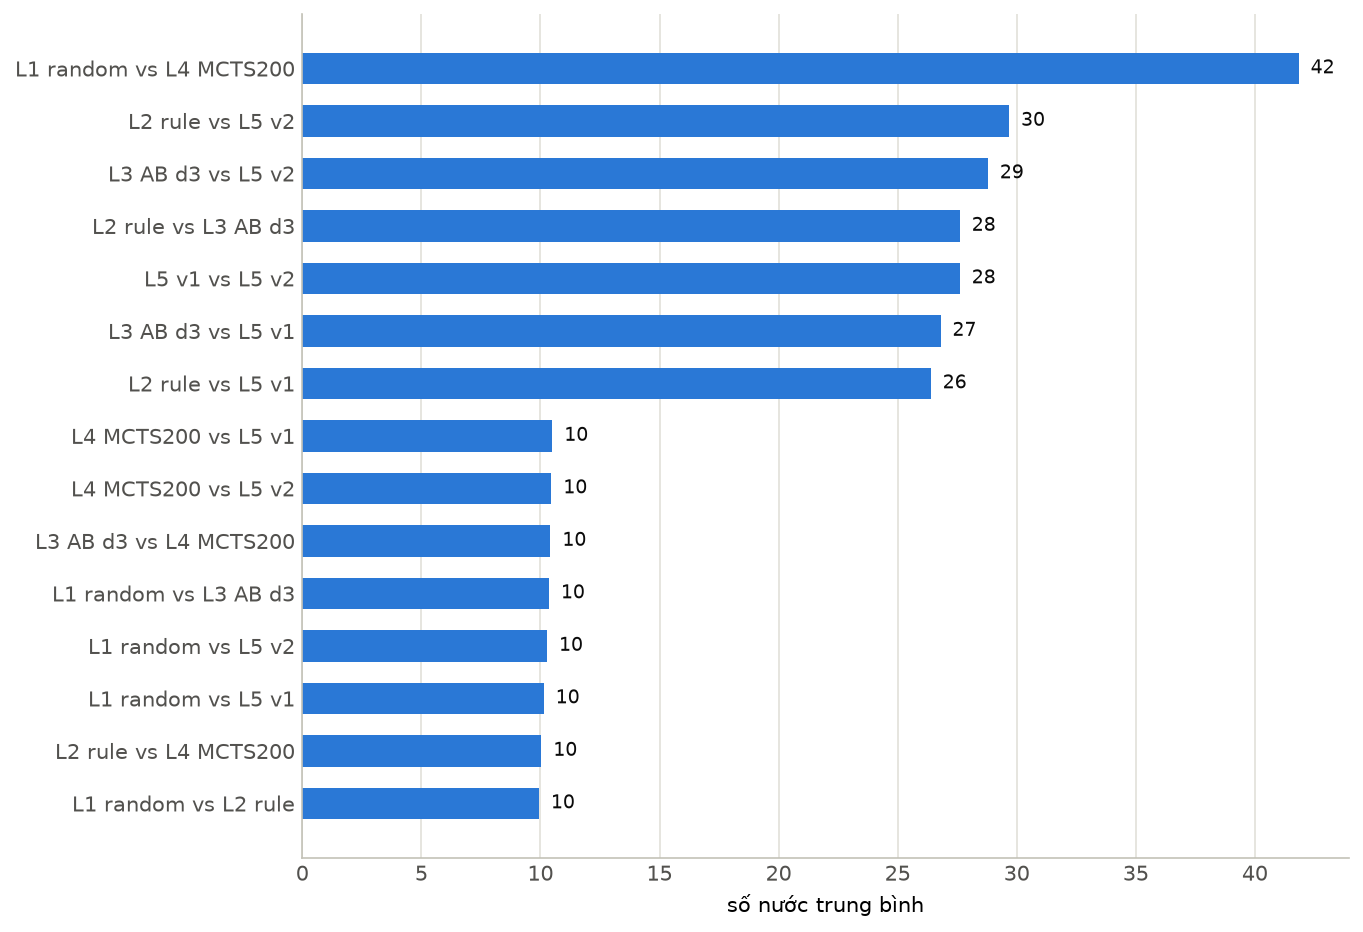 L1 random vs L4 MCTS200 42
L2 rule vs L5 v2 30
L3 AB d3 vs L5 v2 29
L2 rule vs L3 AB d3 28
L5 v1 vs L5 v2 28
L3 AB d3 vs L5 v1 27
L2 rule vs L5 v1 26
L4 MCTS200 vs L5 v1 10
L4 MCTS200 vs L5 v2 10
L3 AB d3 vs L4 MCTS200 10
L1 random vs L3 AB d3 10
L1 random vs L5 v2 10
L1 random vs L5 v1 10
L2 rule vs L4 MCTS200 10
L1 random vs L2 rule 10
0 5 10 15 20 25 30 35 40
số nước trung bình